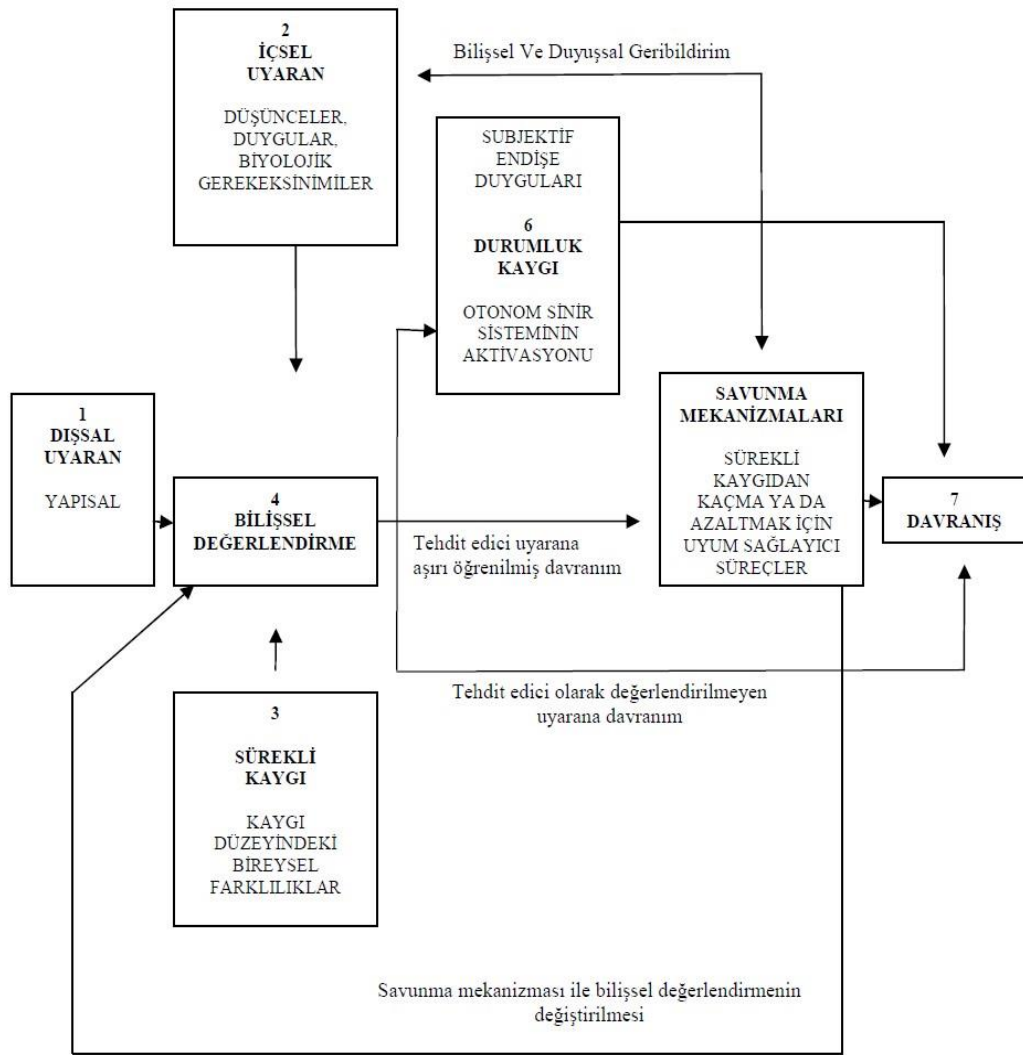 2
İÇSEL
UYARAN
DÜŞÜNCELER,
DUYGULAR,
BİYOLOJİK
GEREKEKSİNİMİLER
Bilişsel Ve Duyuşsal Geribildirim
SUBJEKTİF
ENDİŞE
DUYGULARI
6
DURUMLUK
KAYGI
OTONOM SİNİR
SİSTEMİNİN
AKTİVASYONU
1
DIŞSAL
UYARAN
YAPISAL
4
BİLİŞSEL
DEĞERLENDİRME
Tehdit edici uyarana
aşırı öğrenilmiş davranım
SAVUNMA
MEKANİZMALARI
SÜREKLİ
KAYGIDAN
KAÇMA YA DA
AZALTMAK İÇİN
UYUM SAĞLAYICI
SÜREÇLER
7
DAVRANIŞ
Tehdit edici olarak değerlendirilmeyen
uyarana davranım
3
SÜREKLİ
KAYGI
KAYGI
DÜZEYİNDEKİ
BİREYSEL
FARKLILIKLAR
Savunma mekanizması ile bilişsel değerlendirmenin
değiştirilmesi